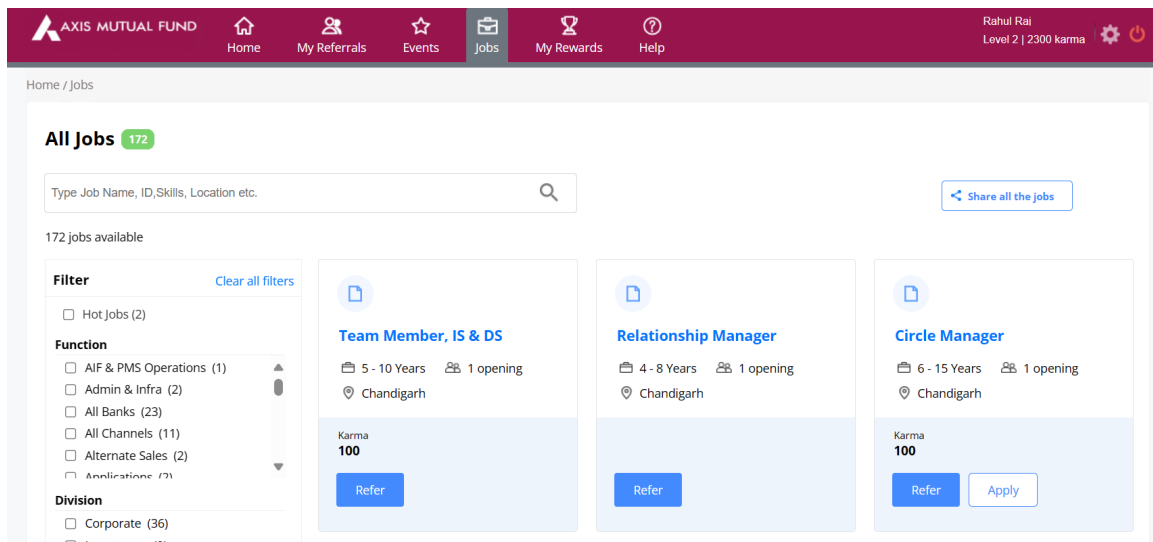 AXIS MUTUAL FUND
Home
My Referrals
Events
Jobs
My Rewards
Help
Rahul Rai
Level 2 | 2300 karma
Home / Jobs
All Jobs 172
Type Job Name, ID,Skills, Location etc.
Share all the jobs
172 jobs available
Filter
Clear all filters
Hot Jobs (2)
Function
AIF & PMS Operations (1)
Admin & Infra (2)
All Banks (23)
All Channels (11)
Alternate Sales (2)
Applications (2)
Division
Corporate (36)
Team Member, IS & DS
5 - 10 Years
1 opening
Chandigarh
Karma
100
Refer
Relationship Manager
4 - 8 Years
1 opening
Chandigarh
Refer
Circle Manager
6 - 15 Years
1 opening
Chandigarh
Karma
100
Refer
Apply